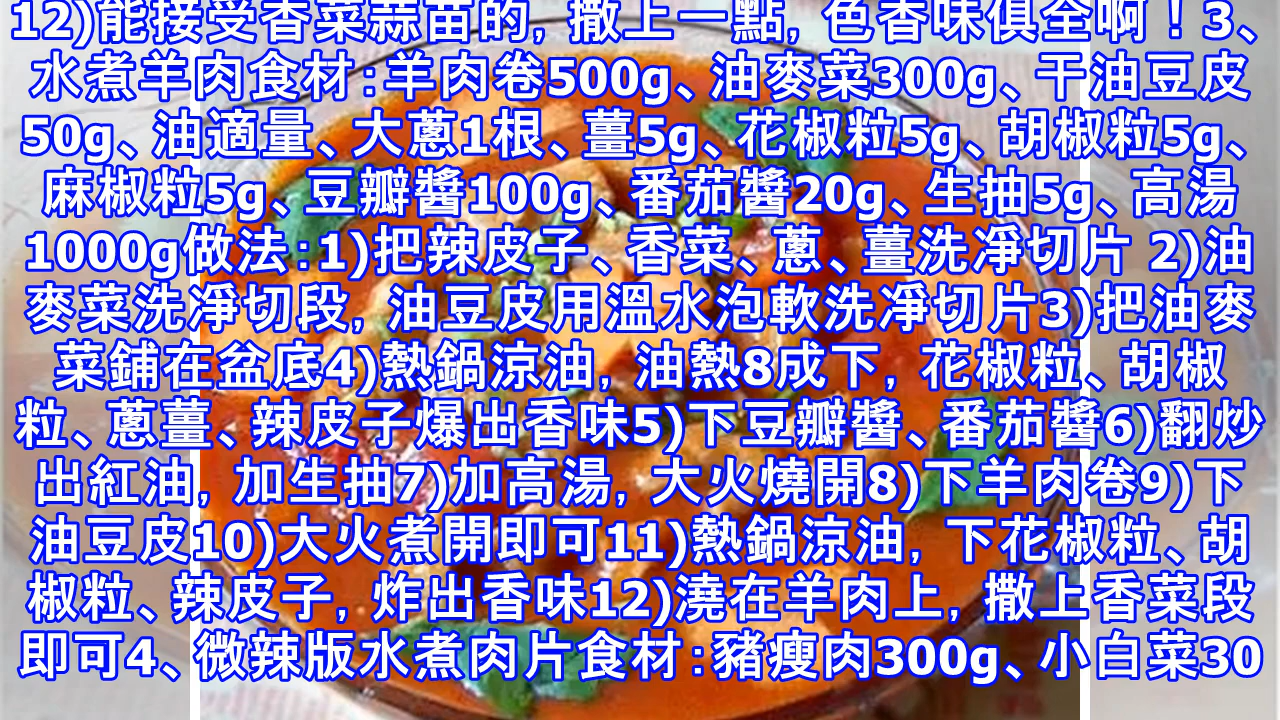 12)能接受香菜蒜苗的, 撒上一點, 色香味俱全啊！3、
水煮羊肉食材:羊肉卷500g、油麥菜300g、干油豆皮
50g、油適量、大蔥1根、薑5g、花椒粒5g、胡椒粒5g、
麻椒粒5g、豆瓣醬100g、番茄醬20g、生抽5g、高湯
1000g做法:1)把辣皮子、香菜、蔥、薑洗凈切片 2)油
麥菜洗凈切段, 油豆皮用溫水泡軟洗凈切片3)把油麥
菜鋪在盆底4)熱鍋涼油, 油熱8成下, 花椒粒、胡椒
粒、蔥薑、辣皮子爆出香味5)下豆瓣醬、番茄醬6)翻炒
出紅油, 加生抽7)加高湯, 大火燒開8)下羊肉卷9)下
油豆皮10)大火煮開即可11)熱鍋涼油, 下花椒粒、胡
椒粒、辣皮子, 炸出香味12)澆在羊肉上, 撒上香菜段
即可4、微辣版水煮肉片食材:豬瘦肉300g、小白菜30